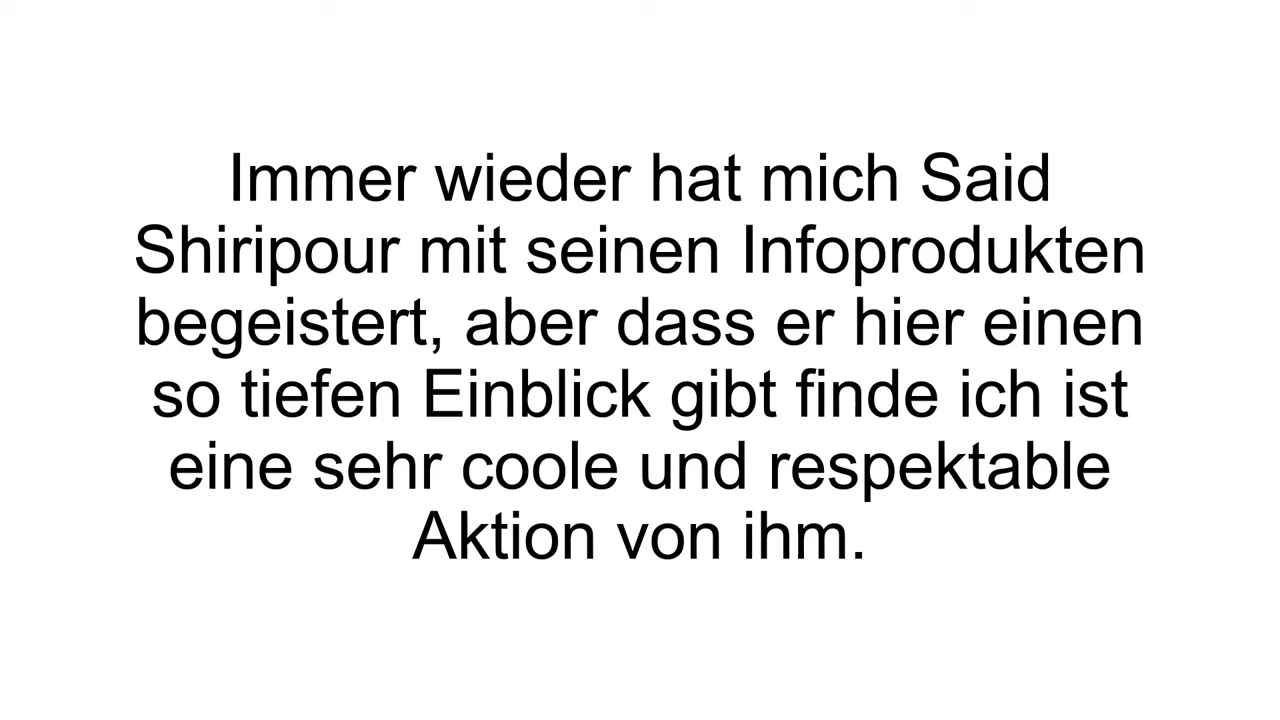 Immer wieder hat mich Said
Shiripour mit seinen Infoprodukten
begeistert, aber dass er hier einen
so tiefen Einblick gibt finde ich ist
eine sehr coole und respektable
Aktion von ihm.